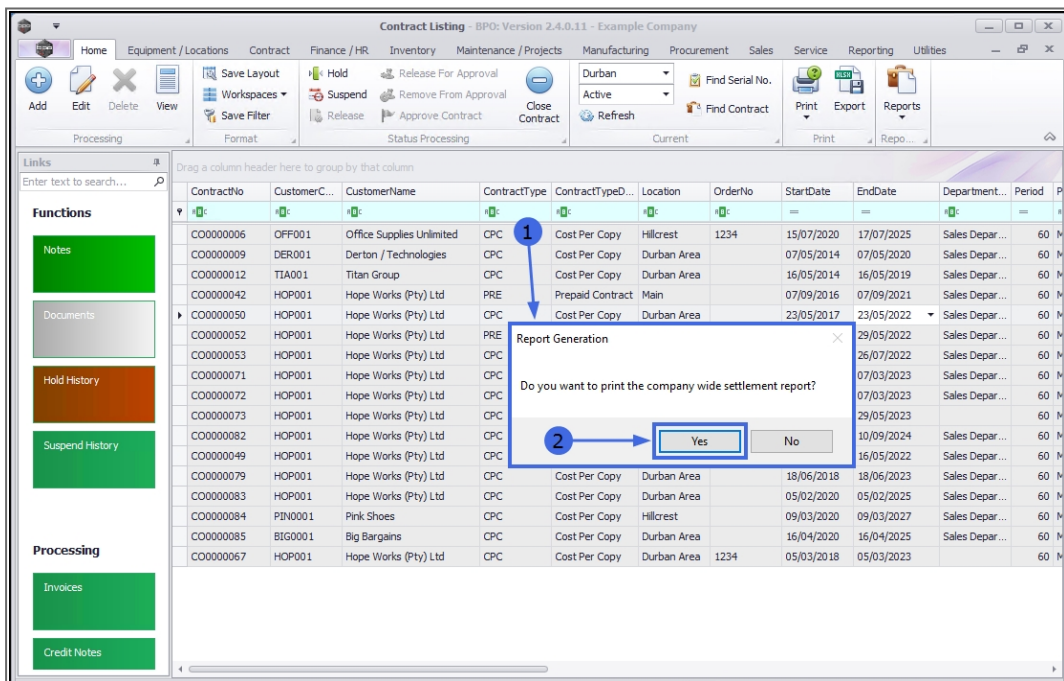 Contract Listing - BPO: Version 2.4.0.11 - Example Company
Home Equipment / Locations Contract Finance / HR Inventory Maintenance / Projects Manufacturing Procurement Sales Service Reporting Utilities
Add
Edit
Delete
View
Processing
Save Layout
Workspaces
Save Filter
Format
Hold
Suspend
Release
Release For Approval
Remove From Approval
Approve Contract
Close Contract
Status Processing
Durban
Active
Refresh
Find Serial No.
Find Contract
Current
Print
Export
Print
Reports
Repo...
Links
Enter text to search...
Functions
Notes
Documents
Hold History
Suspend History
Processing
Invoices
Credit Notes
Drag a column header here to group by that column
ContractNo CustomerC... CustomerName ContractType ContractTypeD... Location OrderNo StartDate EndDate Department... Period P
CO0000006 OFF001 Office Supplies Unlimited CPC Cost Per Copy Hillcrest 1234 15/07/2020 17/07/2025 Sales Depar... 60 M
CO0000009 DER001 Derton / Technologies CPC Cost Per Copy Durban Area 07/05/2014 07/05/2020 Sales Depar... 60 M
CO0000012 TIA001 Titan Group CPC Cost Per Copy Durban Area 16/05/2014 16/05/2019 Sales Depar... 60 M
CO0000042 HOP001 Hope Works (Pty) Ltd PRE Prepaid Contract Main 07/09/2016 07/09/2021 Sales Depar... 60 M
CO0000050 HOP001 Hope Works (Pty) Ltd CPC Cost Per Copy Durban Area 23/05/2017 23/05/2022 Sales Depar... 60 M
CO0000052 HOP001 Hope Works (Pty) Ltd PRE 29/05/2022 Sales Depar... 60 M
CO0000053 HOP001 Hope Works (Pty) Ltd CPC 26/07/2022 Sales Depar... 60 M
CO0000071 HOP001 Hope Works (Pty) Ltd CPC 07/03/2023 Sales Depar... 60 M
CO0000072 HOP001 Hope Works (Pty) Ltd CPC 07/03/2023 Sales Depar... 60 M
CO0000073 HOP001 Hope Works (Pty) Ltd CPC 29/05/2023 60 M
CO0000082 HOP001 Hope Works (Pty) Ltd CPC 10/09/2024 Sales Depar... 60 M
CO0000049 HOP001 Hope Works (Pty) Ltd CPC 16/05/2022 Sales Depar... 60 M
CO0000079 HOP001 Hope Works (Pty) Ltd CPC Cost Per Copy Durban Area 18/06/2018 18/06/2023 Sales Depar... 60 M
CO0000083 HOP001 Hope Works (Pty) Ltd CPC Cost Per Copy Durban Area 05/02/2020 05/02/2025 Sales Depar... 60 M
CO0000084 PIN0001 Pink Shoes CPC Cost Per Copy Hillcrest 09/03/2020 09/03/2027 Sales Depar... 60 M
CO0000085 BIG0001 Big Bargains CPC Cost Per Copy Durban Area 16/04/2020 16/04/2025 Sales Depar... 60 M
CO0000067 HOP001 Hope Works (Pty) Ltd CPC Cost Per Copy Durban Area 1234 05/03/2018 05/03/2023 60 M
1
Report Generation
Do you want to print the company wide settlement report?
2
Yes
No